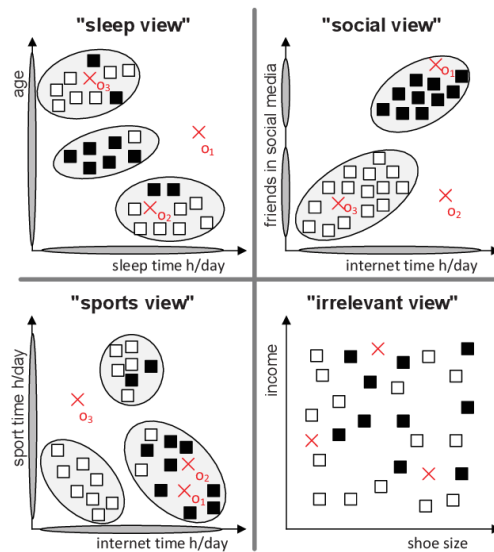 "sleep view"
age
o3
o1
o2
sleep time h/day
"social view"
friends in social media
o1
o3
o2
internet time h/day
"sports view"
sport time h/day
o3
o2
o1
internet time h/day
"irrelevant view"
income
shoe size